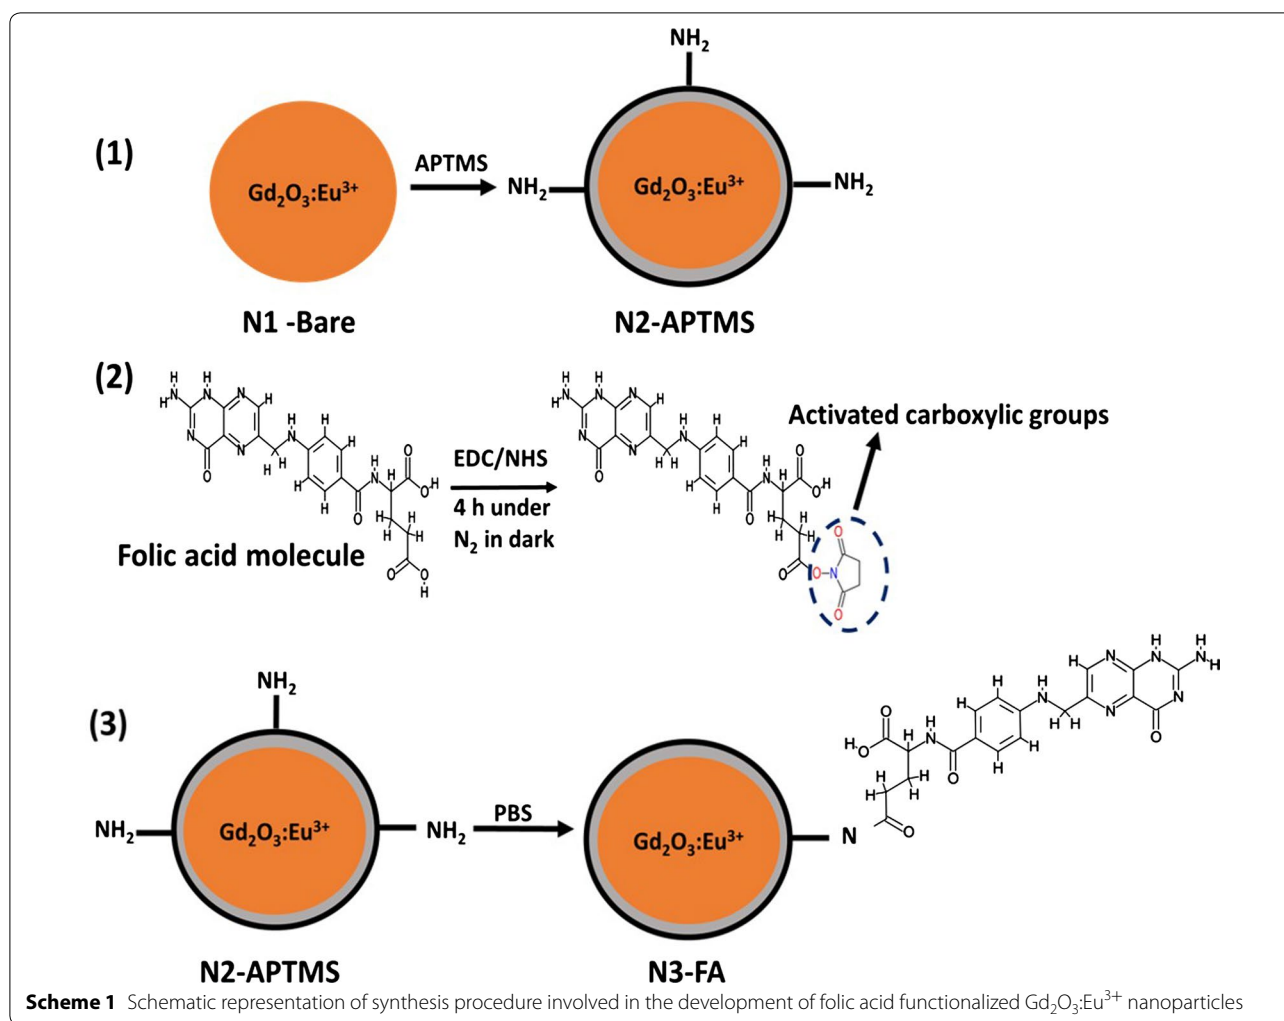 NH2
(1)
Gd2O3:Eu3+
APTMS
NH2
Gd2O3:Eu3+
NH2
N1 -Bare
N2-APTMS
(2)
H H
H N H N N H
N N
O
H N
H H
H H
H H
H N
O
H
O
OH
H H
H H
O O
H
Folic acid molecule
EDC/NHS
4 h under
N2 in dark
H H
H N H N N H
N N
O
H N
H H
H H
H H
H N
O
H
O
OH
H H
H H
O O N
O
O
Activated carboxylic groups
(3)
NH2
NH2
Gd2O3:Eu3+
NH2
PBS
Gd2O3:Eu3+
N
O
HO
H
H N
O
H H
H H
O
H H
H H
H N
H H
H N N
H N
H N H
N
O
N2-APTMS
N3-FA
Scheme 1 Schematic representation of synthesis procedure involved in the development of folic acid functionalized Gd2O3:Eu3+ nanoparticles